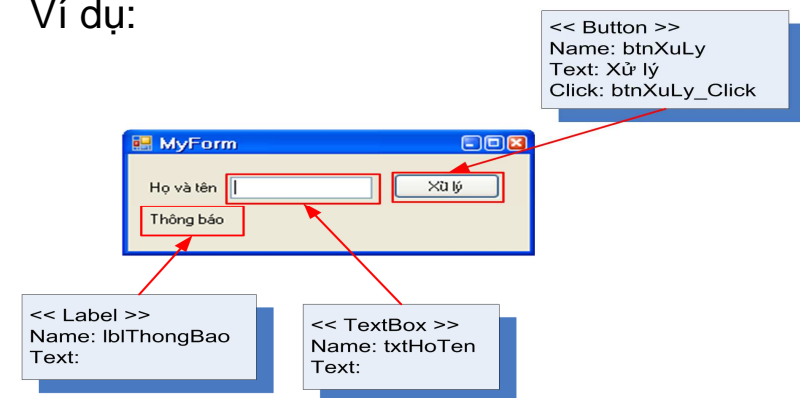 Ví dụ:
<< Button >>
Name: btnXuLy
Text: Xử lý
Click: btnXuLy_Click
MyForm
Họ và tên
Xử lý
Thông báo
<< Label >>
Name: lblThongBao
Text:
<< TextBox >>
Name: txtHoTen
Text: